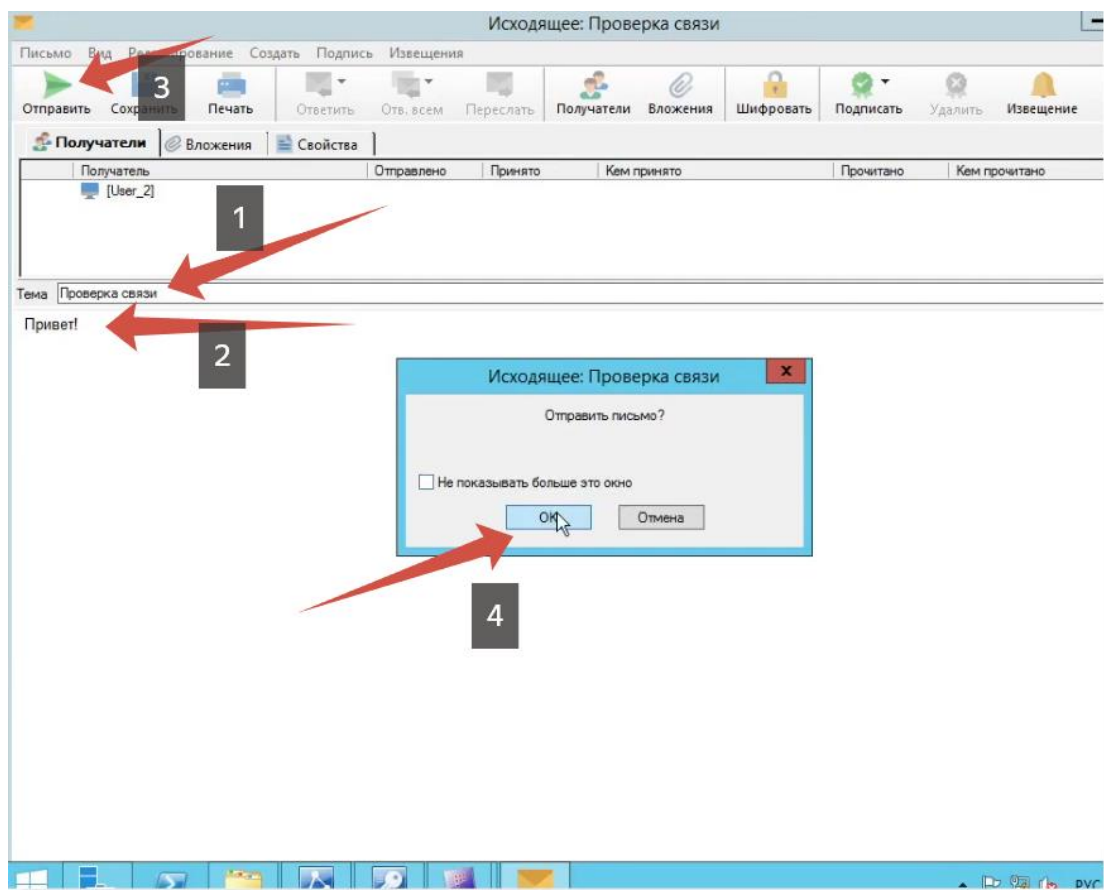 Исходящее: Проверка связи
Письмо Вид Редактирование Создать Подпись Извещения
3
Отправить Сохранить Печать Ответить Отв. всем Переслать Получатели Вложения Шифровать Подписать Удалить Извещение
Получатели Вложения Свойства
Получатель Отправлено Принято Кем принято Прочитано Кем прочитано
[User_2]
1
Тема Проверка связи
Привет!
2
Исходящее: Проверка связи
x
Отправить письмо?
Не показывать больше это окно
OK Отмена
4
РУС